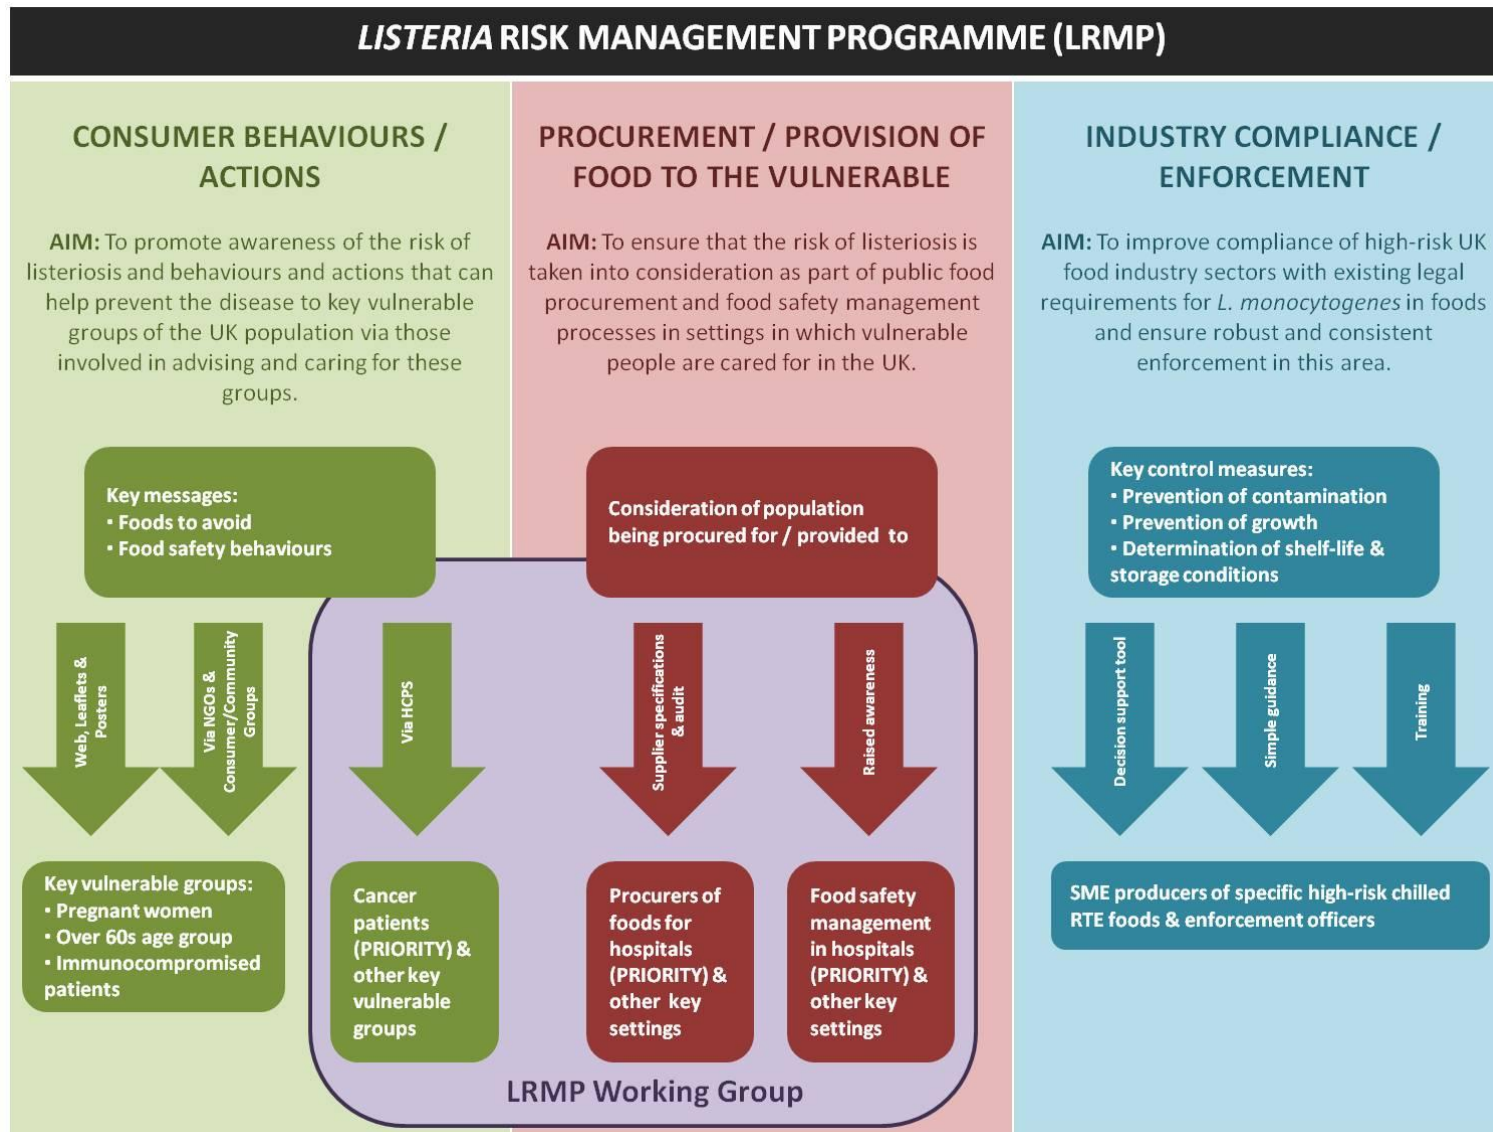 LISTERIA RISK MANAGEMENT PROGRAMME (LRMP)
CONSUMER BEHAVIOURS /
ACTIONS
AIM: To promote awareness of the risk of
listeriosis and behaviours and actions that can
help prevent the disease to key vulnerable
groups of the UK population via those
involved in advising and caring for these
groups.
Key messages:
• Foods to avoid
• Food safety behaviours
Web, Leaflets &
Posters
Via NGOs &
Consumer/Community
Groups
Via HCPS
Key vulnerable groups:
• Pregnant women
• Over 60s age group
• Immunocompromised
patients
Cancer
patients
(PRIORITY) &
other key
vulnerable
groups
PROCUREMENT / PROVISION OF
FOOD TO THE VULNERABLE
AIM: To ensure that the risk of listeriosis is
taken into consideration as part of public food
procurement and food safety management
processes in settings in which vulnerable
people are cared for in the UK.
Consideration of population
being procured for / provided to
Supplier specifications
& audit
Raised awareness
Procurers of
foods for
hospitals
(PRIORITY) &
other key
settings
Food safety
management
in hospitals
(PRIORITY) &
other key
settings
LRMP Working Group
INDUSTRY COMPLIANCE /
ENFORCEMENT
AIM: To improve compliance of high-risk UK
food industry sectors with existing legal
requirements for L. monocytogenes in foods
and ensure robust and consistent
enforcement in this area.
Key control measures:
• Prevention of contamination
• Prevention of growth
• Determination of shelf-life &
storage conditions
Decision support tool
Simple guidance
Training
SME producers of specific high-risk chilled
RTE foods & enforcement officers